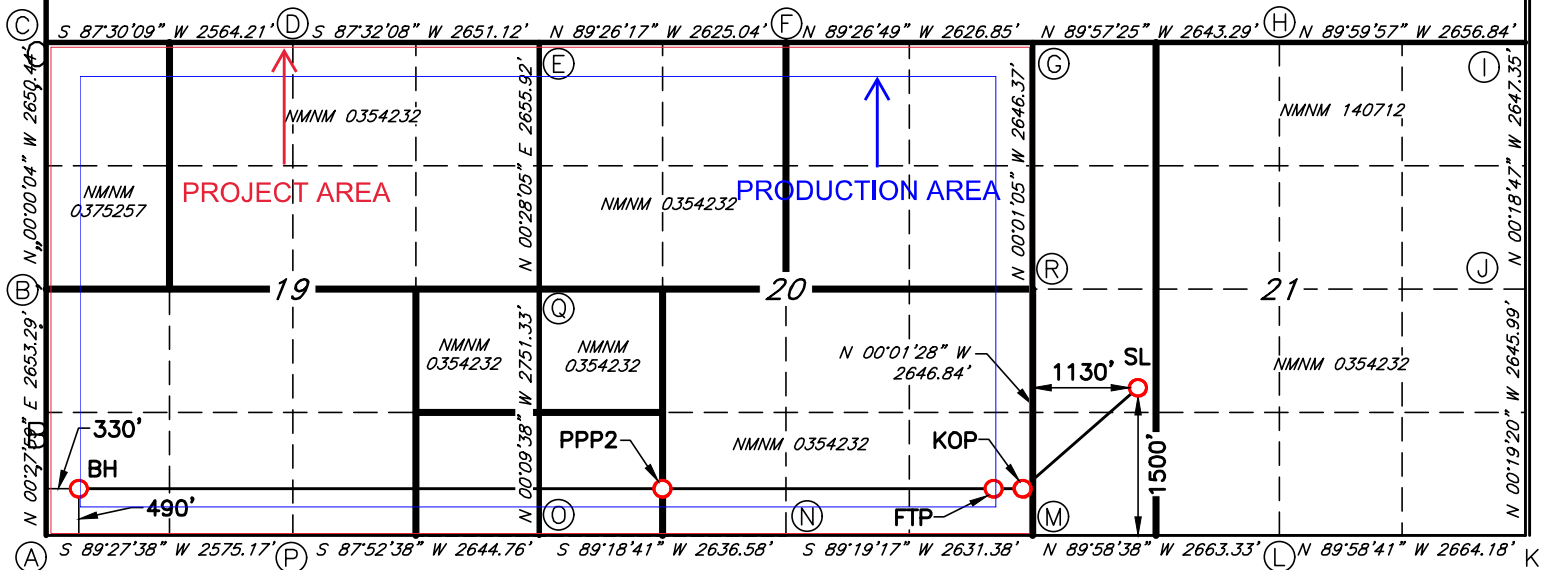 C
S 87°30'09" W 2564.21'
D
S 87°32'08" W 2651.12'
N 89°26'17" W 2625.04'
F
N 89°26'49" W 2626.85'
N 89°57'25" W 2643.29'
H
N 89°59'57" W 2656.84'
E
G
I
N 00°00'04" W 2650.44'
N 00°28'05" E 2655.92'
N 00°01'05" W 2646.37'
N 00°18'47" W 2647.35'
NMNM 0354232
NMNM 140712
NMNM
0375257
PROJECT AREA
NMNM 0354232
PRODUCTION AREA
B
19
20
R
21
J
Q
NMNM
0354232
NMNM
0354232
N 00°01'28" W
2646.84'
SL
1130'
NMNM 0354232
E 2653.29'
N 00°09'38" W 2751.33'
N 00°19'20" W 2645.99'
330'
BH
490'
PPP2
NMNM 0354232
KOP
FTP
1500'
O
N
M
A
S 89°27'38" W 2575.17'
P
S 87°52'38" W 2644.76'
S 89°18'41" W 2636.58'
S 89°19'17" W 2631.38'
N 89°58'38" W 2663.33'
L
N 89°58'41" W 2664.18'
K